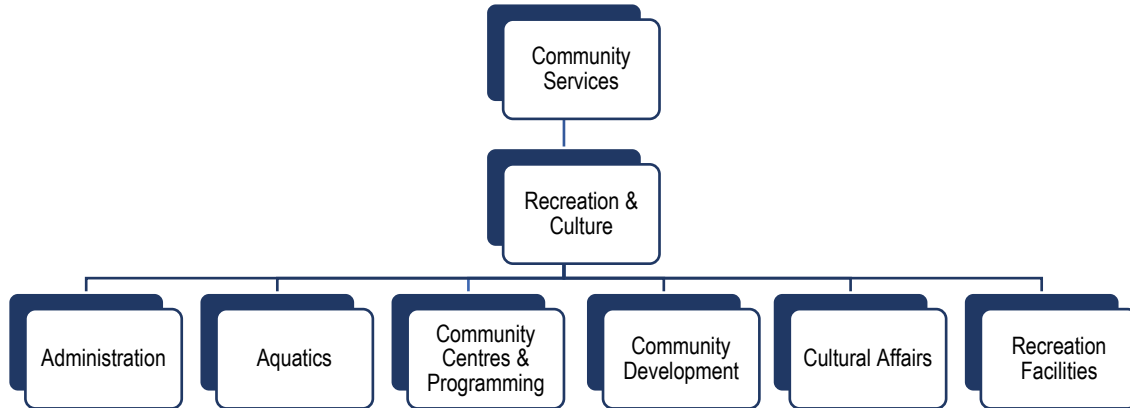 Community
Services
Recreation &
Culture
Administration
Aquatics
Community
Centres &
Programming
Community
Development
Cultural Affairs
Recreation
Facilities